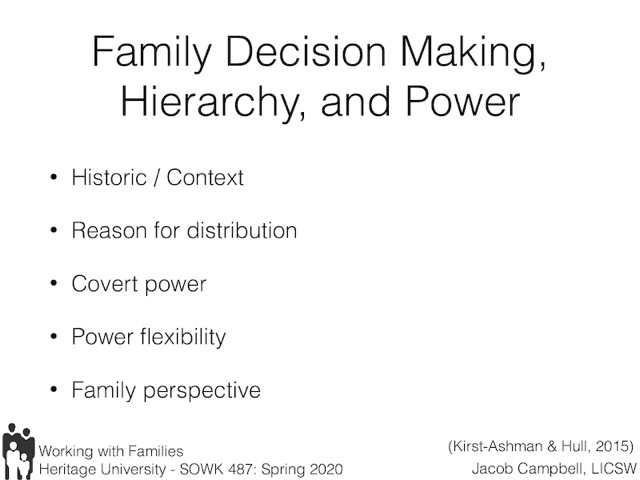 Family Decision Making,
Hierarchy, and Power
• Historic / Context
• Reason for distribution
• Covert power
• Power flexibility
• Family perspective
Working with Families
Heritage University - SOWK 487: Spring 2020
(Kirst-Ashman & Hull, 2015)
Jacob Campbell, LICSW